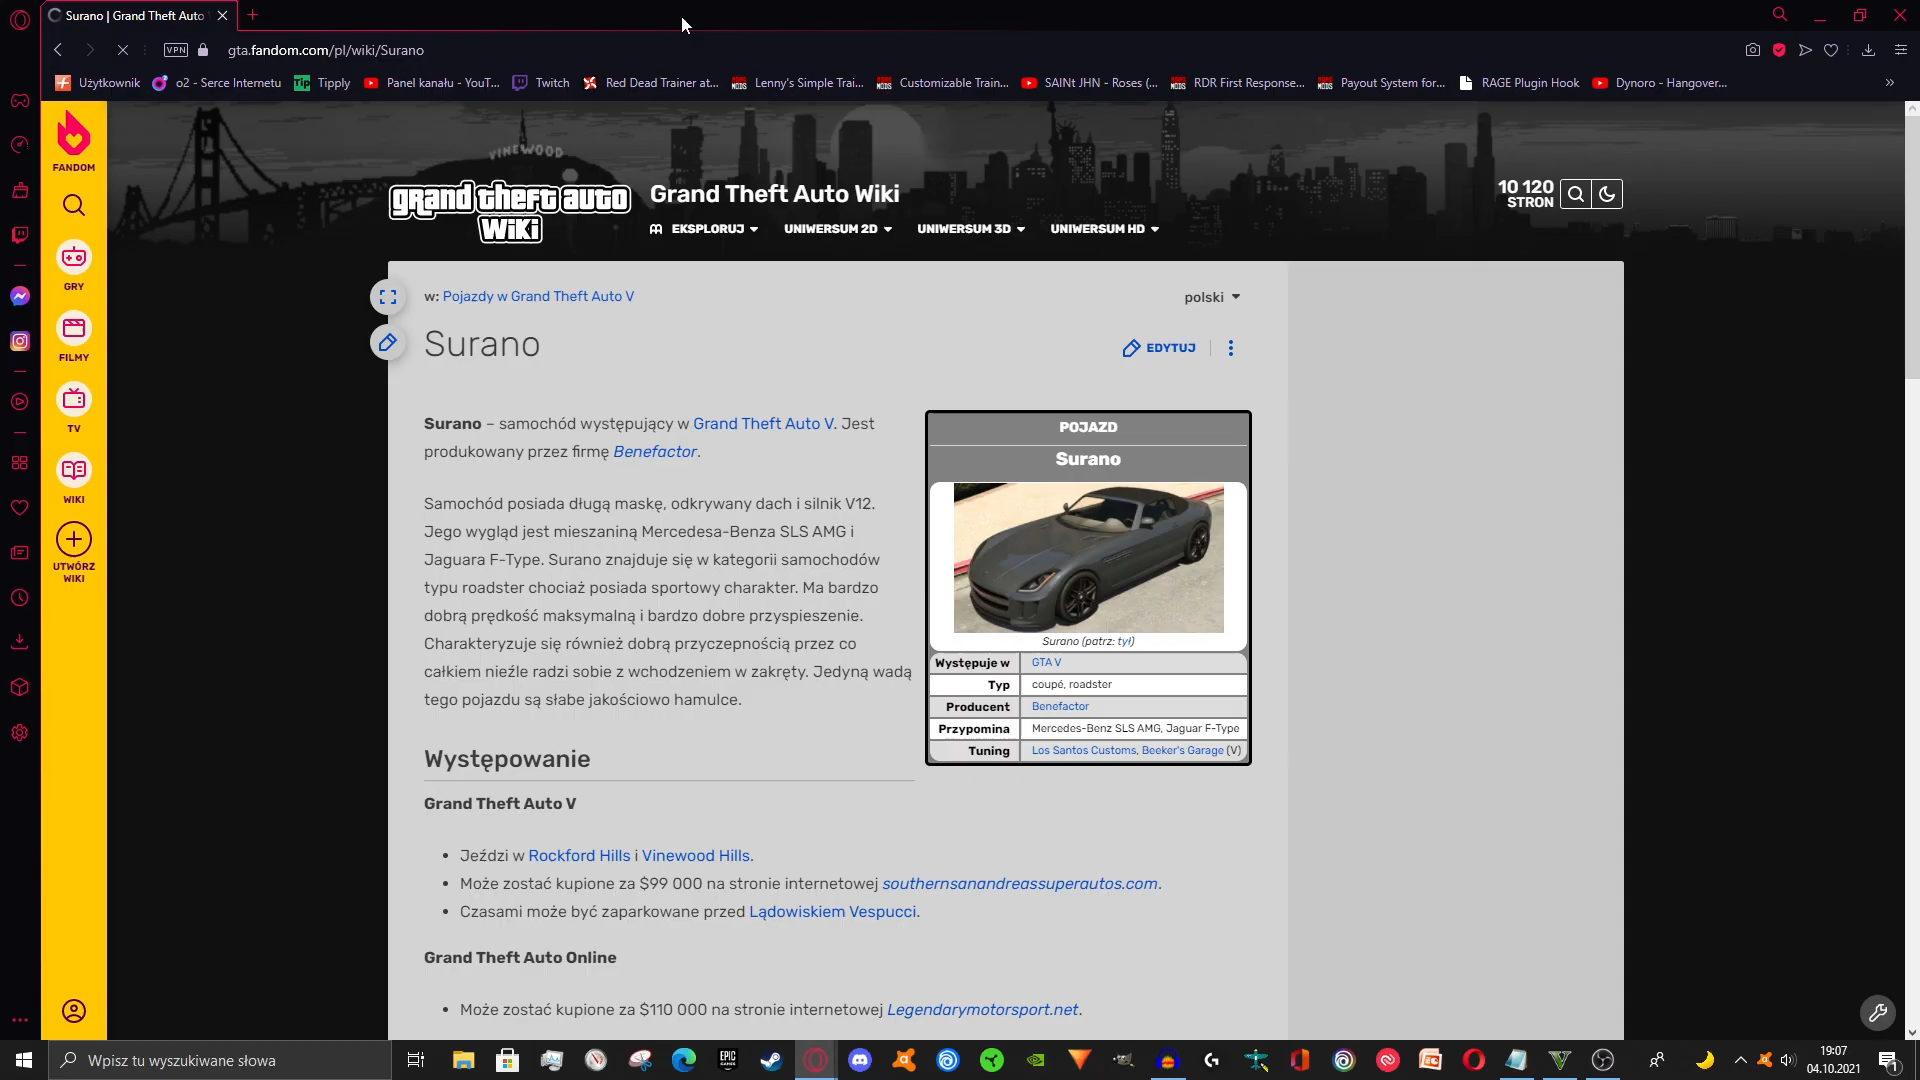 Surano | Grand Theft Auto
VPN
gta.fandom.com/pl/wiki/Surano
Użytkownik
o2 - Serce Internetu
Tipply
Panel kanału - YouT...
Twitch
Red Dead Trainer at...
Lenny's Simple Trai...
Customizable Train...
SAINt JHN - Roses (...
RDR First Response...
Payout System for...
RAGE Plugin Hook
Dynoro - Hangover...
FANDOM
GRY
FILMY
TV
WIKI
UTWÓRZ
WIKI
VINEWOOD
grand theft auto
Wiki
Grand Theft Auto Wiki
EKSPLORUJ
UNIWERSUM 2D
UNIWERSUM 3D
UNIWERSUM HD
10 120
STRON
w: Pojazdy w Grand Theft Auto V
polski
Surano
EDYTUJ
Surano – samochód występujący w Grand Theft Auto V. Jest
produkowany przez firmę Benefactor.
Samochód posiada długą maskę, odkrywany dach i silnik V12.
Jego wygląd jest mieszaniną Mercedesa-Benza SLS AMG i
Jaguara F-Type. Surano znajduje się w kategorii samochodów
typu roadster chociaż posiada sportowy charakter. Ma bardzo
dobrą prędkość maksymalną i bardzo dobre przyspieszenie.
Charakteryzuje się również dobrą przyczepnością przez co
całkiem nieźle radzi sobie z wchodzeniem w zakręty. Jedyną wadą
tego pojazdu są słabe jakościowo hamulce.
POJAZD
Surano
Surano (patrz: tył)
Występuje w GTA V
Typ coupé, roadster
Producent Benefactor
Przypomina Mercedes-Benz SLS AMG, Jaguar F-Type
Tuning Los Santos Customs, Beeker's Garage (V)
Występowanie
Grand Theft Auto V
• Jeździ w Rockford Hills i Vinewood Hills.
• Może zostać kupione za $99 000 na stronie internetowej southernsanandreassuperautos.com.
• Czasami może być zaparkowane przed Lądowiskiem Vespucci.
Grand Theft Auto Online
• Może zostać kupione za $110 000 na stronie internetowej Legendarymotorsport.net.
Wpisz tu wyszukiwane słowa
EPIC
GAMES
19:07
04.10.2021
1